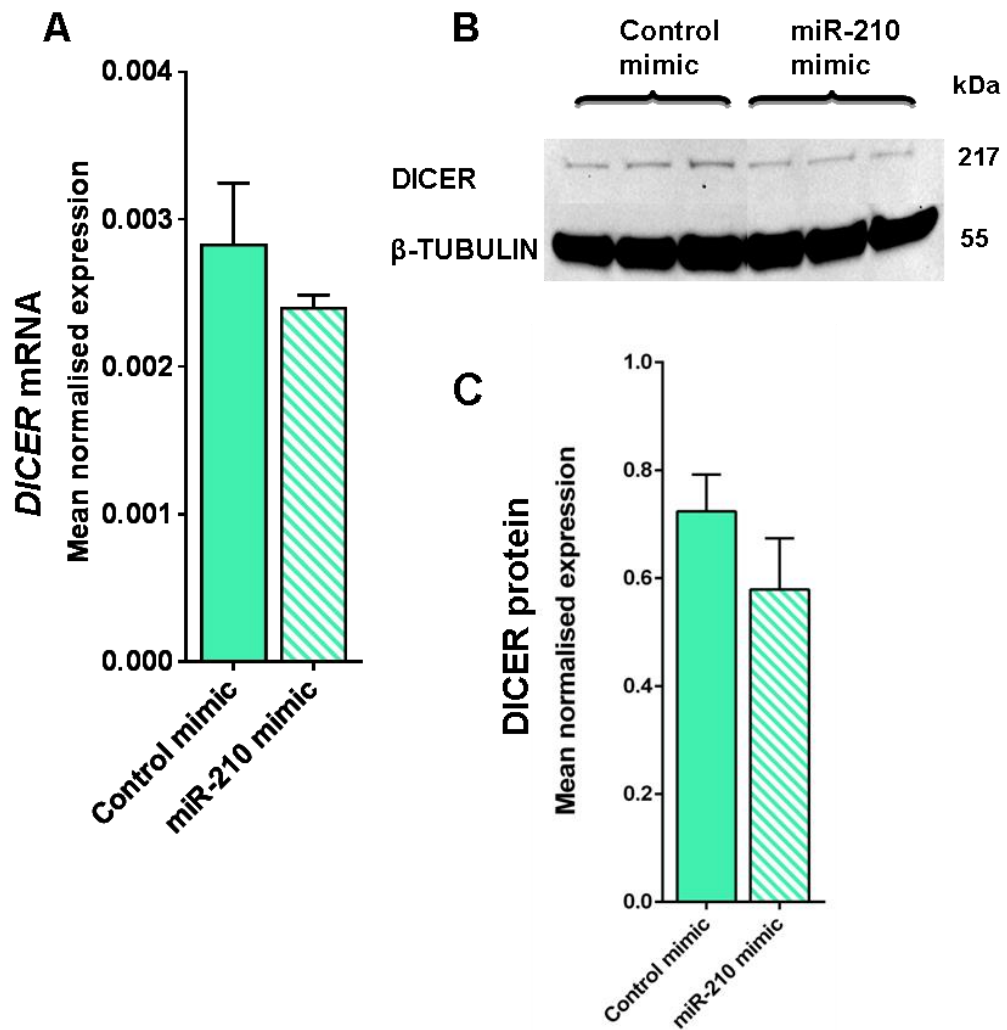 A
DICER mRNA
Mean normalised expression
0.004
0.003
0.002
0.001
0.000
Control mimic
miR-210 mimic
B
Control
mimic
miR-210
mimic
kDa
DICER
217
β-TUBULIN
55
C
DICER protein
Mean normalised expression
1.0
0.8
0.6
0.4
0.2
0.0
Control mimic
miR-210 mimic